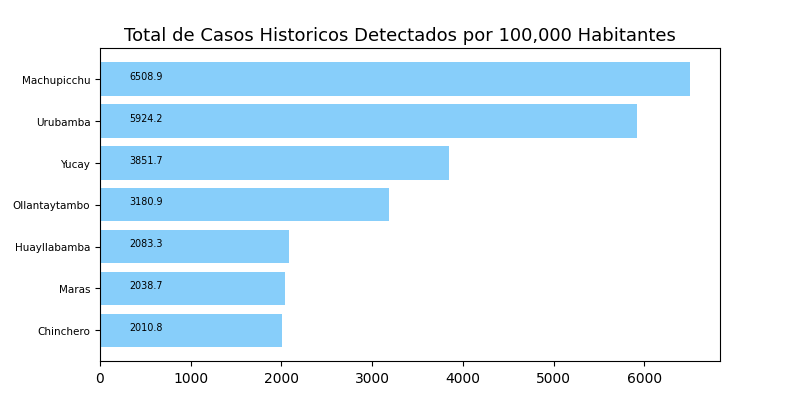 Total de Casos Historicos Detectados por 100,000 Habitantes
Machupicchu 6508.9
Urubamba 5924.2
Yucay 3851.7
Ollantaytambo 3180.9
Huayllabamba 2083.3
Maras 2038.7
Chinchero 2010.8
0 1000 2000 3000 4000 5000 6000